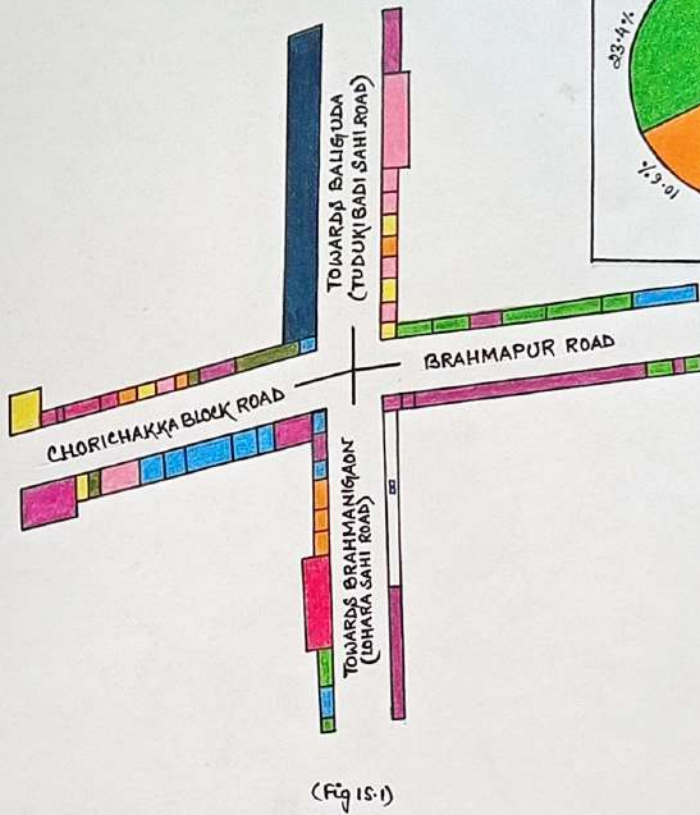 23.4%
10.6%
TOWARDS BALIGUDA
(TUDUKIBADI SAHI ROAD)
BRAHMAPUR ROAD
CHORICHAKKA BLOCK ROAD
B
TOWARDS BRAHMANIGAON
(LOHARA SAHI ROAD)
(Fig 15.1)